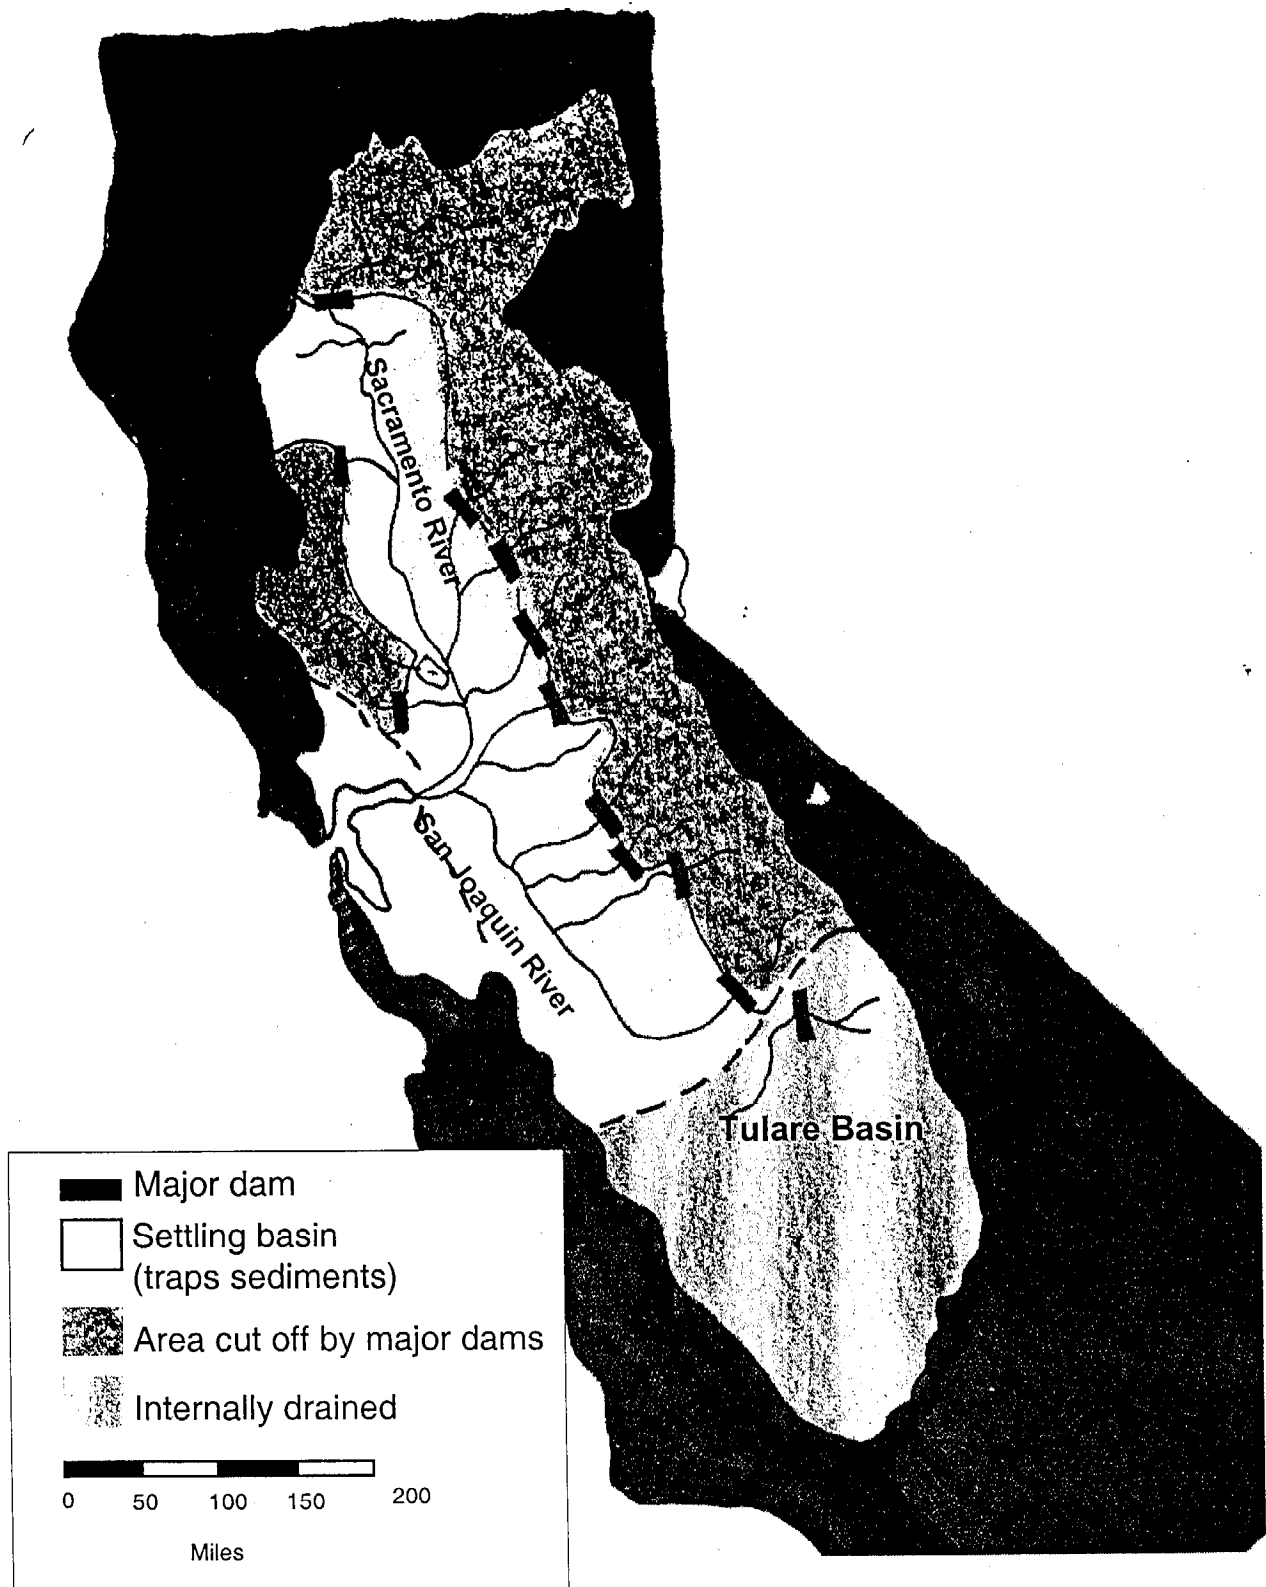 Sacramento River
San Joaquin River
Tulare Basin
Major dam
Settling basin
(traps sediments)
Area cut off by major dams
Internally drained
0 50 100 150 200
Miles